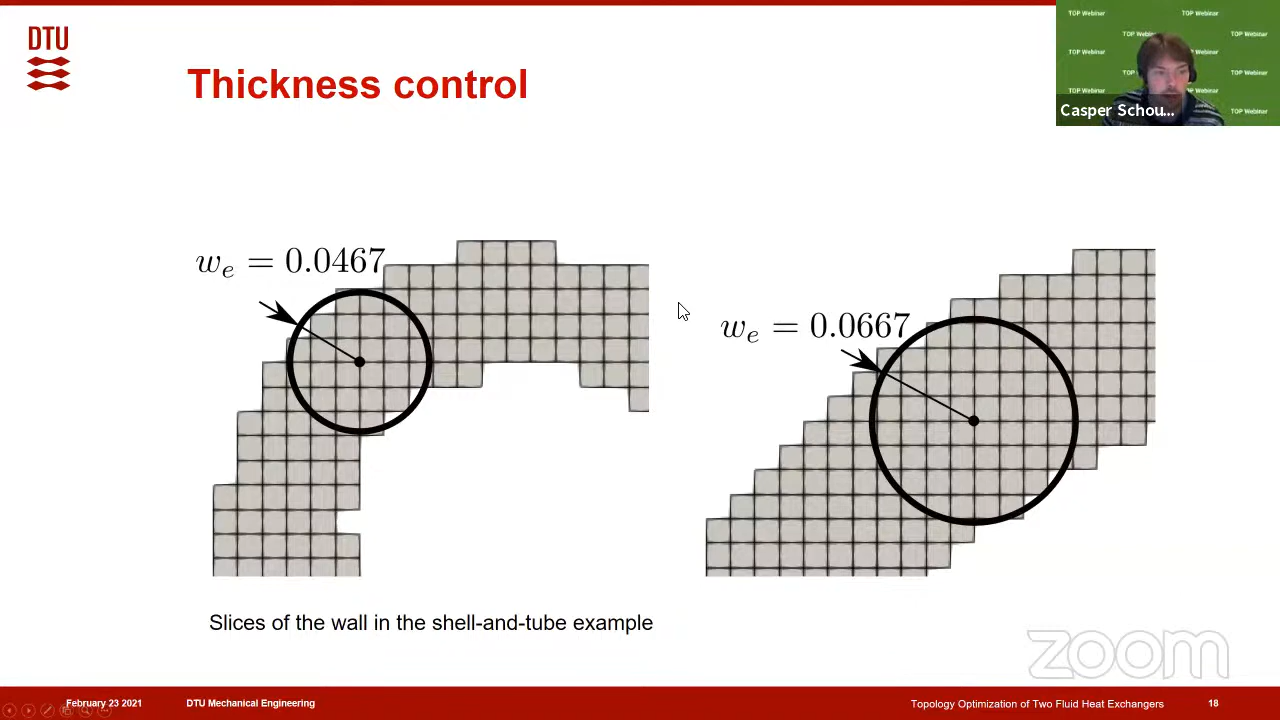 DTU
Thickness control
TOP Webinar
TOP Webinar
TOP Webinar
TOP Webinar
TOP Webinar
TOP Webinar
TOP Webinar
TOP Webinar
Casper Schou...
w_e = 0.0467
w_e = 0.0667
Slices of the wall in the shell-and-tube example
zoom
February 23 2021
DTU Mechanical Engineering
Topology Optimization of Two Fluid Heat Exchangers
18